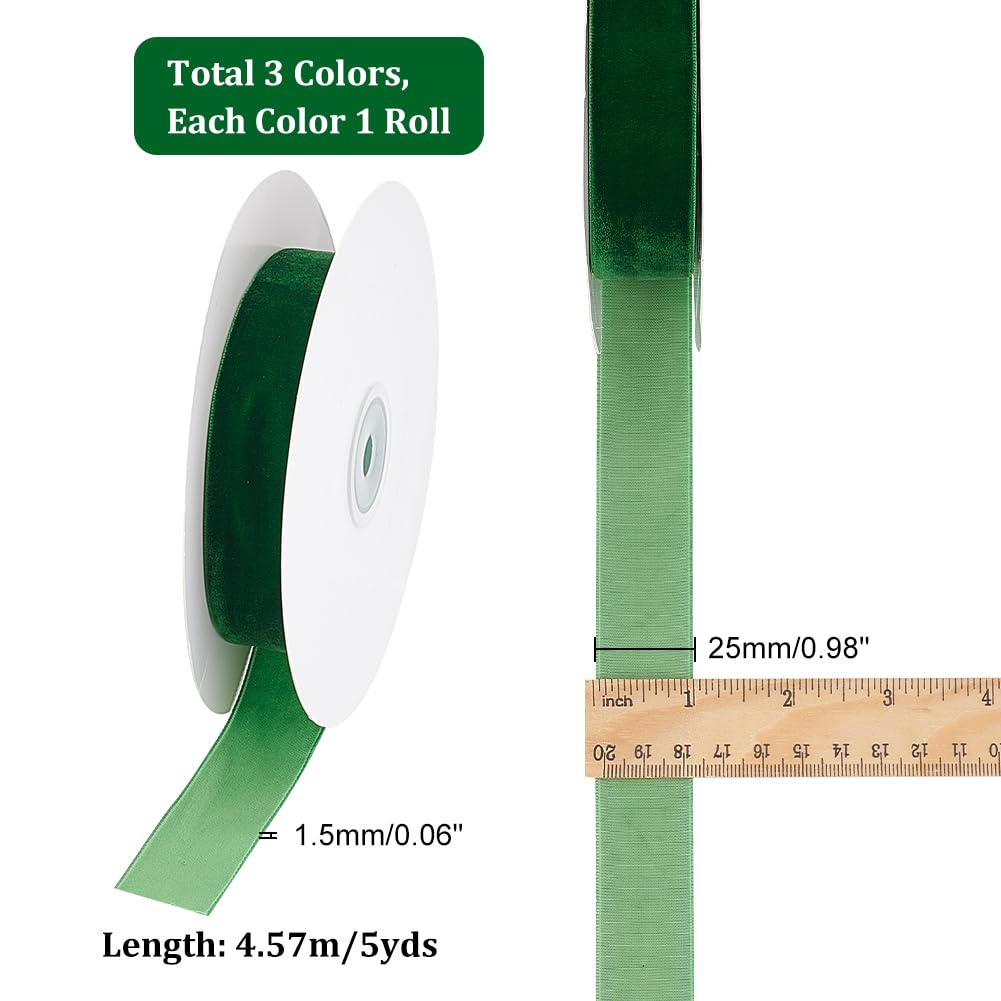 Total 3 Colors,
Each Color 1 Roll
25mm/0.98"
inch 1 2 3 4
20 19 18 17 16 15 14 13 12 11 0
1.5mm/0.06"
Length: 4.57m/5yds